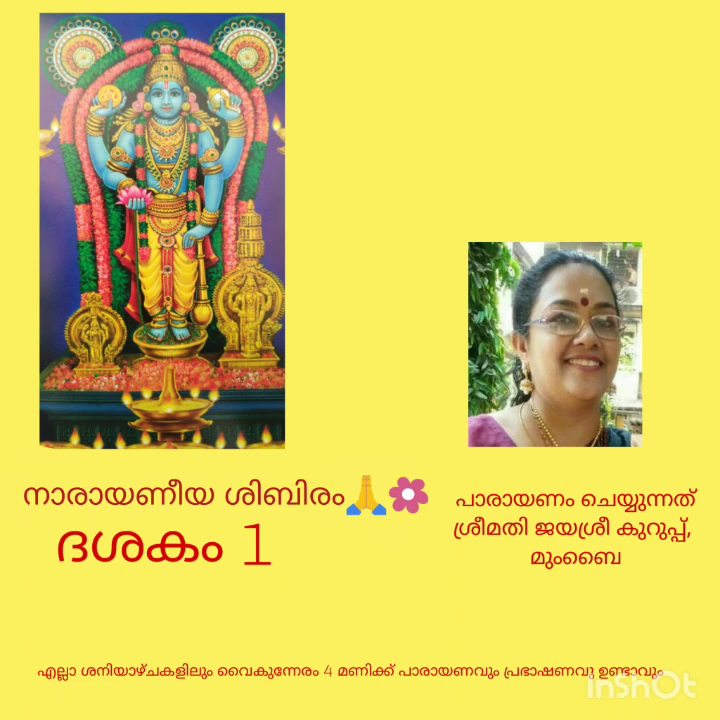 നാരായണീയ ശിബിരം🙏🌸
ദശകം 1
പാരായണം ചെയ്യുന്നത്
ശ്രീമതി ജയശ്രീ കുറുപ്പ്,
മുംബൈ
എല്ലാ ശനിയാഴ്ചകളിലും വൈകുന്നേരം 4 മണിക്ക് പാരായണവും പ്രഭാഷണവു ഉണ്ടാവും
InShOt